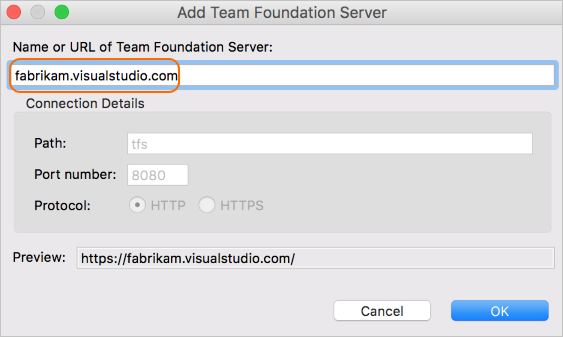 Add Team Foundation Server
Name or URL of Team Foundation Server:
fabrikam.visualstudio.com
Connection Details
Path: tfs
Port number: 8080
Protocol: HTTP HTTPS
Preview: https://fabrikam.visualstudio.com/
Cancel OK